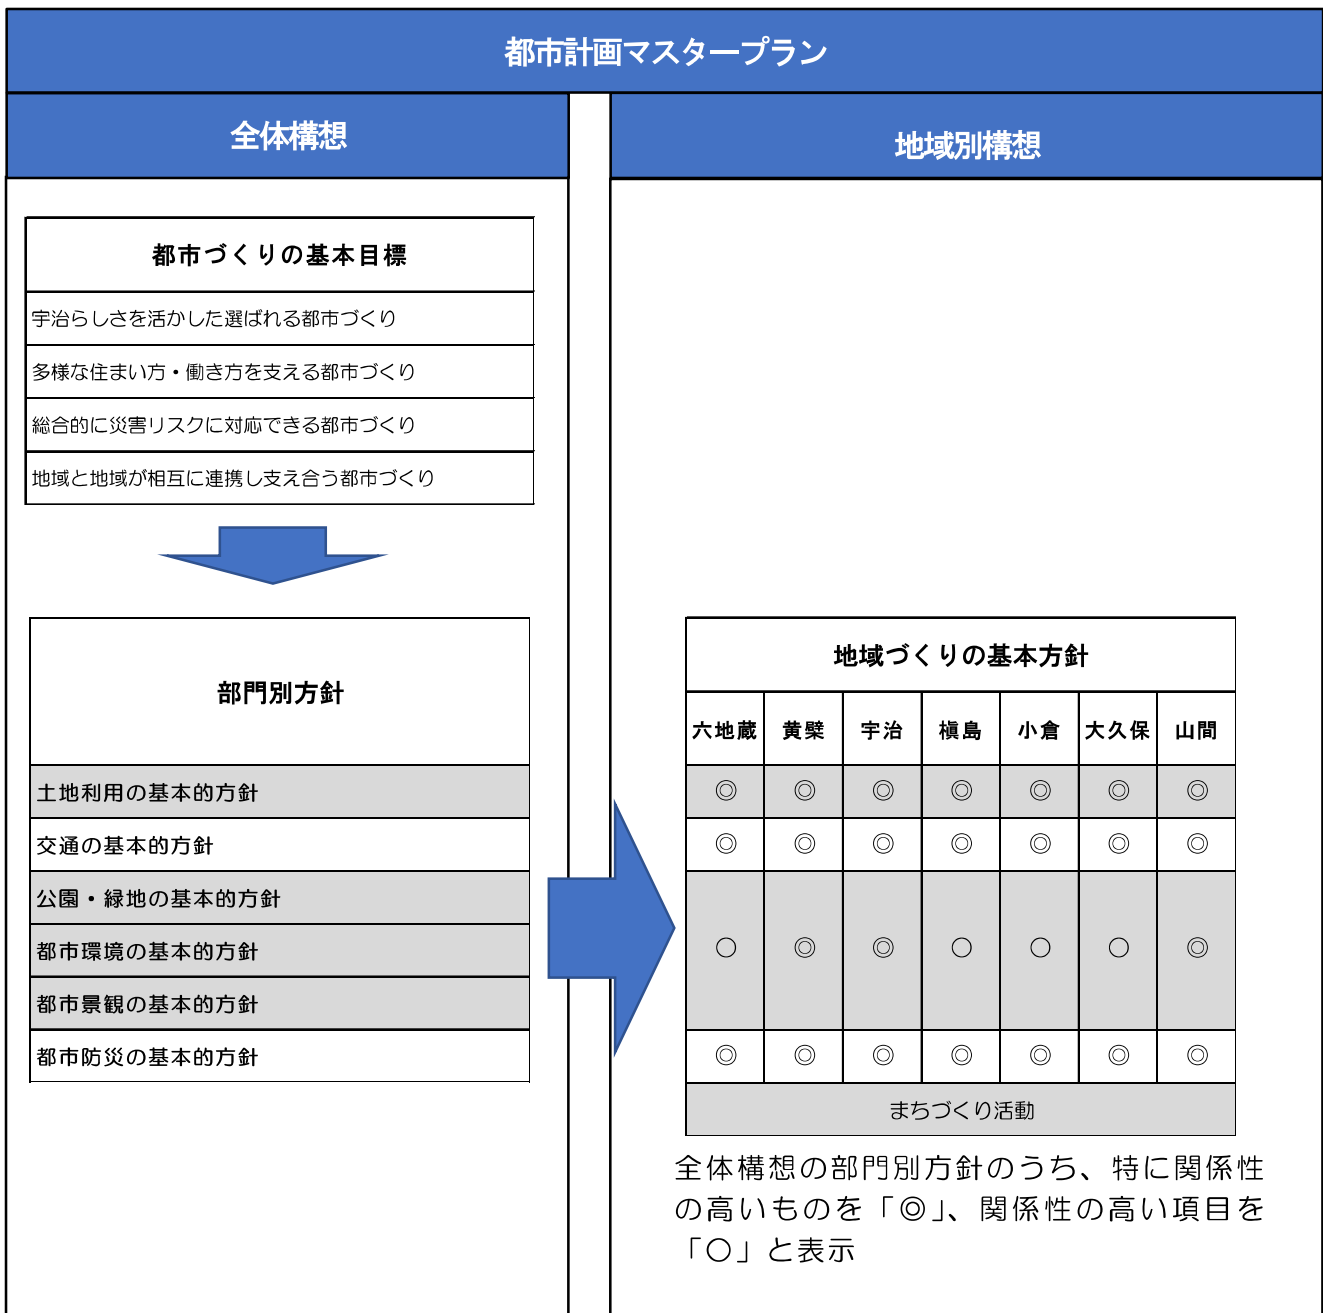 都市計画マスタープラン
全体構想
地域別構想
都市づくりの基本目標
宇治らしさを活かした選ばれる都市づくり
多様な住まい方・働き方を支える都市づくり
総合的に災害リスクに対応できる都市づくり
地域と地域が相互に連携し支え合う都市づくり
部門別方針
土地利用の基本的方針
交通の基本的方針
公園・緑地の基本的方針
都市環境の基本的方針
都市景観の基本的方針
都市防災の基本的方針
地域づくりの基本方針
六地蔵 黄檗 宇治 槇島 小倉 大久保 山間
◎ ◎ ◎ ◎ ◎ ◎ ◎
◎ ◎ ◎ ◎ ◎ ◎ ◎
○ ◎ ◎ ○ ○ ○ ◎
◎ ◎ ◎ ◎ ◎ ◎ ◎
まちづくり活動
全体構想の部門別方針のうち、特に関係性
の高いものを「◎」、関係性の高い項目を
「○」と表示